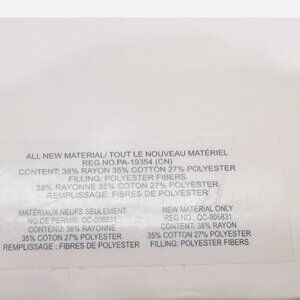 ALL NEW MATERIAL/ TOUT LE NOUVEAU MATÉRIEL
REG.NO.PA-19354 (CN)
CONTENT: 38% RAYON 35% COTTON 27% POLYESTER
FILLING: POLYESTER FIBERS
38% RAYONNE 35% COTON 27% POLYESTER
REMPLISSAGE: FIBRES DE POLYESTER
MATÉRIAUX NEUFS SEULEMENT
NO.DE PERMIS: QC-006831
CONTENU: 38% RAYONNE
35% COTON 27% POLYESTER
REMPLISSAGE : FIBRES DE POLYESTER
NEW MATERIAL ONLY
REG.NO.: QC-006831
CONTENT: 38% RAYON
35% COTTON 27% POLYESTER
FILLING: POLYESTER FIBERS